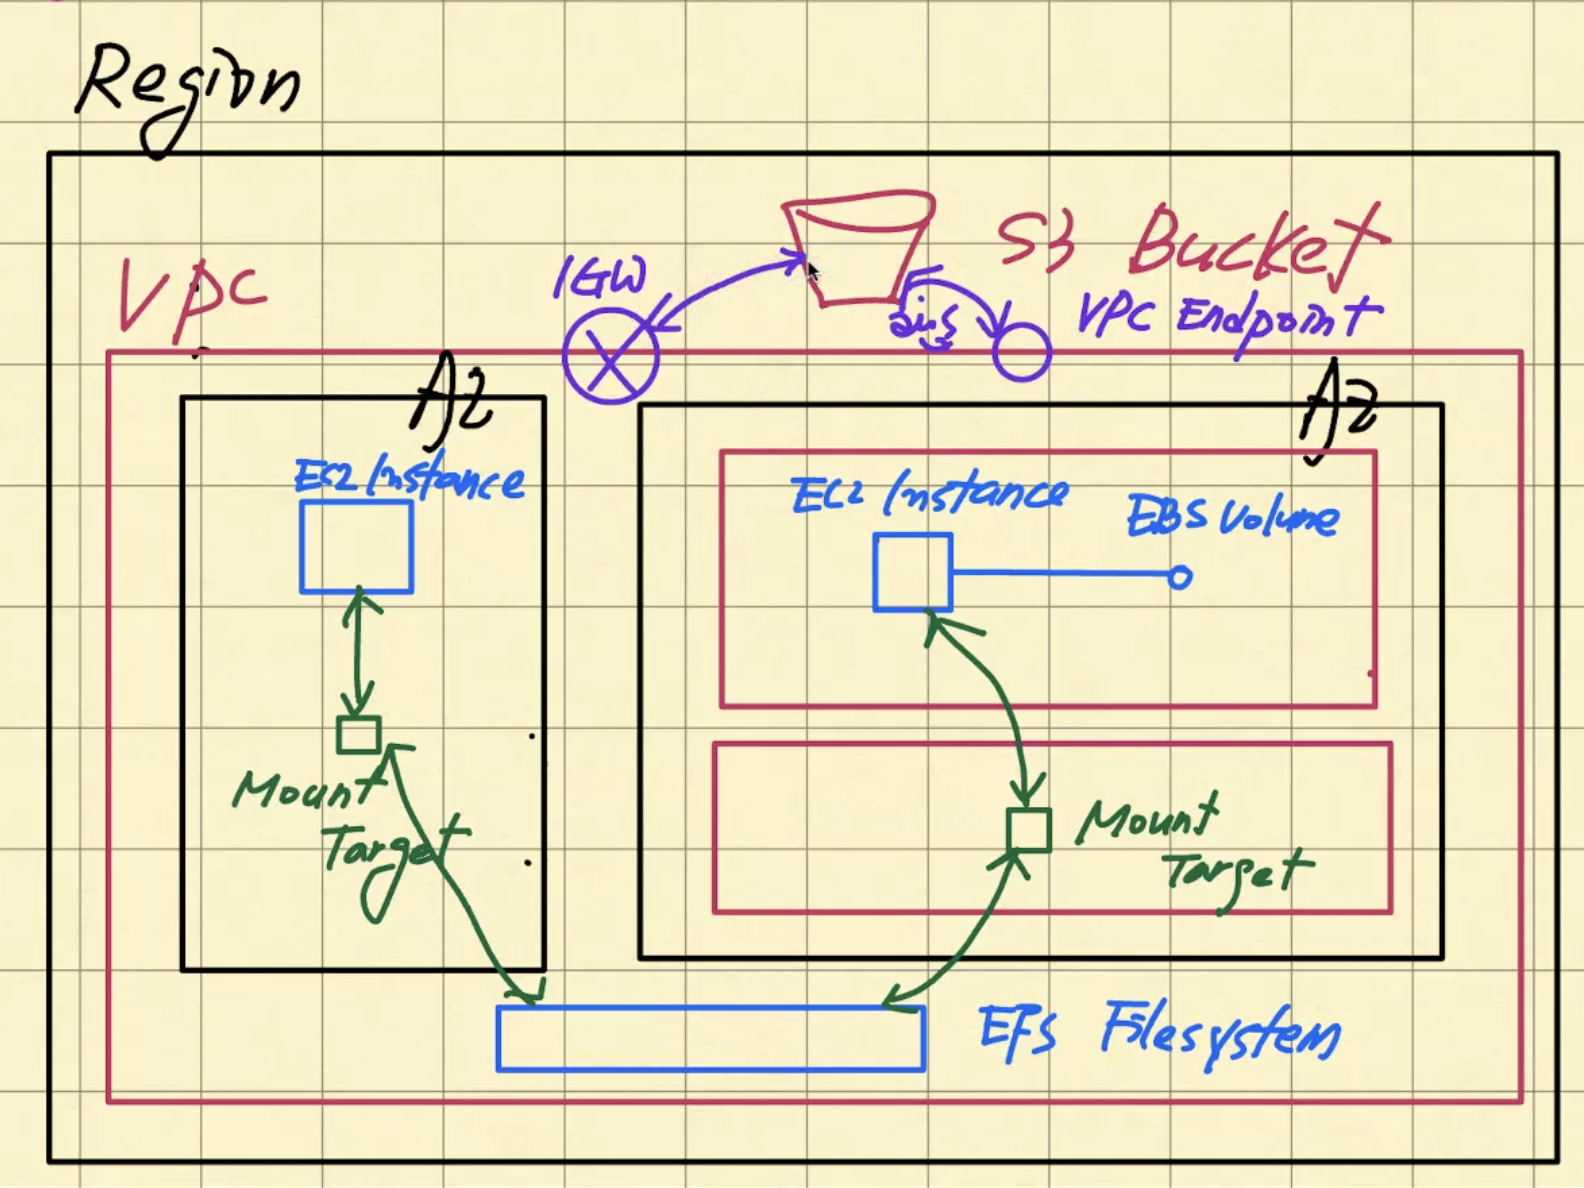 Region
S3 Bucket
IGW
VPC
VPC Endpoint
AZ
AZ
EC2 Instance
EC2 Instance
EBS Volume
Mount
Target
Mount
Target
EFS Filesystem